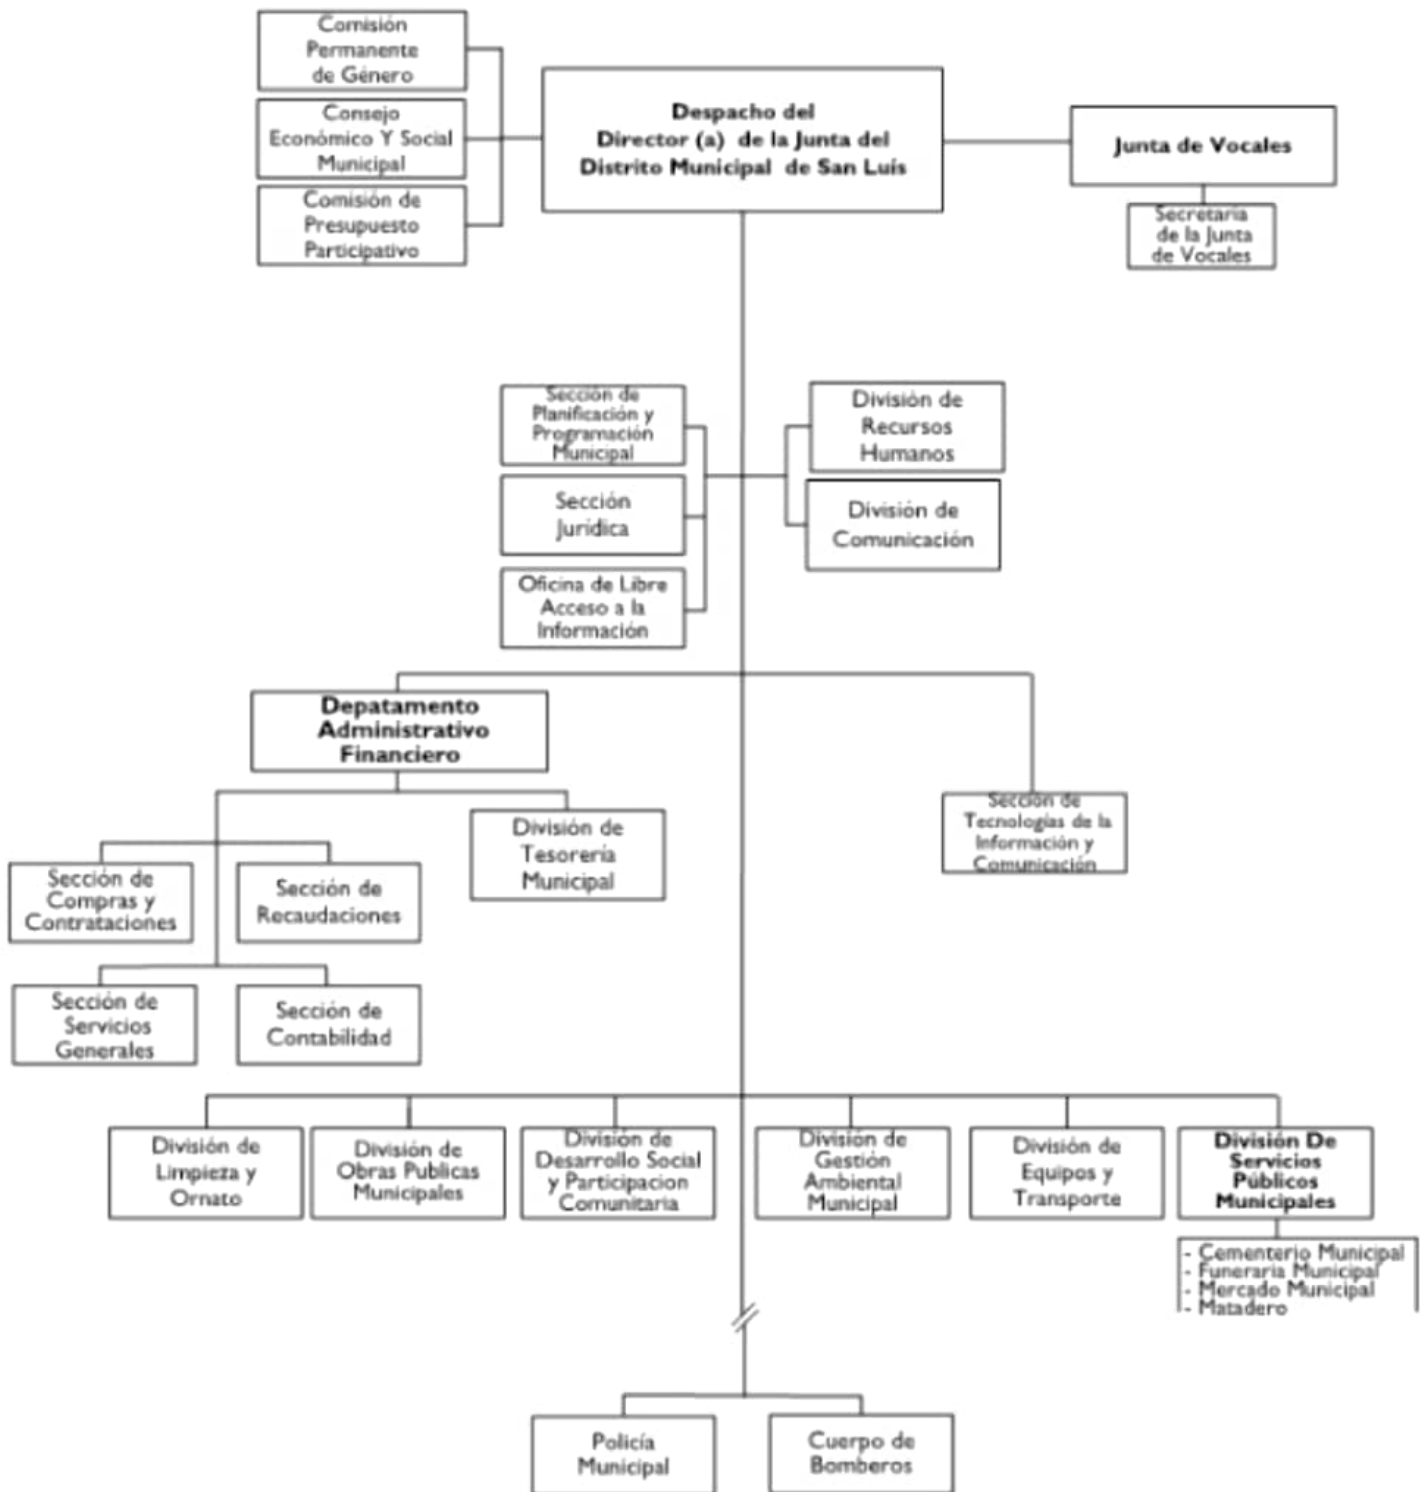 Comisión
Permanente
de Género
Consejo
Económico Y Social
Municipal
Comisión de
Presupuesto
Participativo
Despacho del
Director (a) de la Junta del
Distrito Municipal de San Luís
Junta de Vocales
Secretaría
de la Junta
de Vocales
Sección de
Planificación y
Programación
Municipal
Sección
Jurídica
Oficina de Libre
Acceso a la
Información
División de
Recursos
Humanos
División de
Comunicación
Depatamento
Administrativo
Financiero
División de
Tesorería
Municipal
Sección de
Tecnologías de la
Información y
Comunicación
Sección de
Compras y
Contrataciones
Sección de
Recaudaciones
Sección de
Servicios
Generales
Sección de
Contabilidad
División de
Limpieza y
Ornato
División de
Obras Publicas
Municipales
División de
Desarrollo Social
y Participacion
Comunitaria
División de
Gestión
Ambiental
Municipal
División de
Equipos y
Transporte
División De
Servicios
Públicos
Municipales
- Cementerio Municipal
- Funeraria Municipal
- Mercado Municipal
- Matadero
Policía
Municipal
Cuerpo de
Bomberos